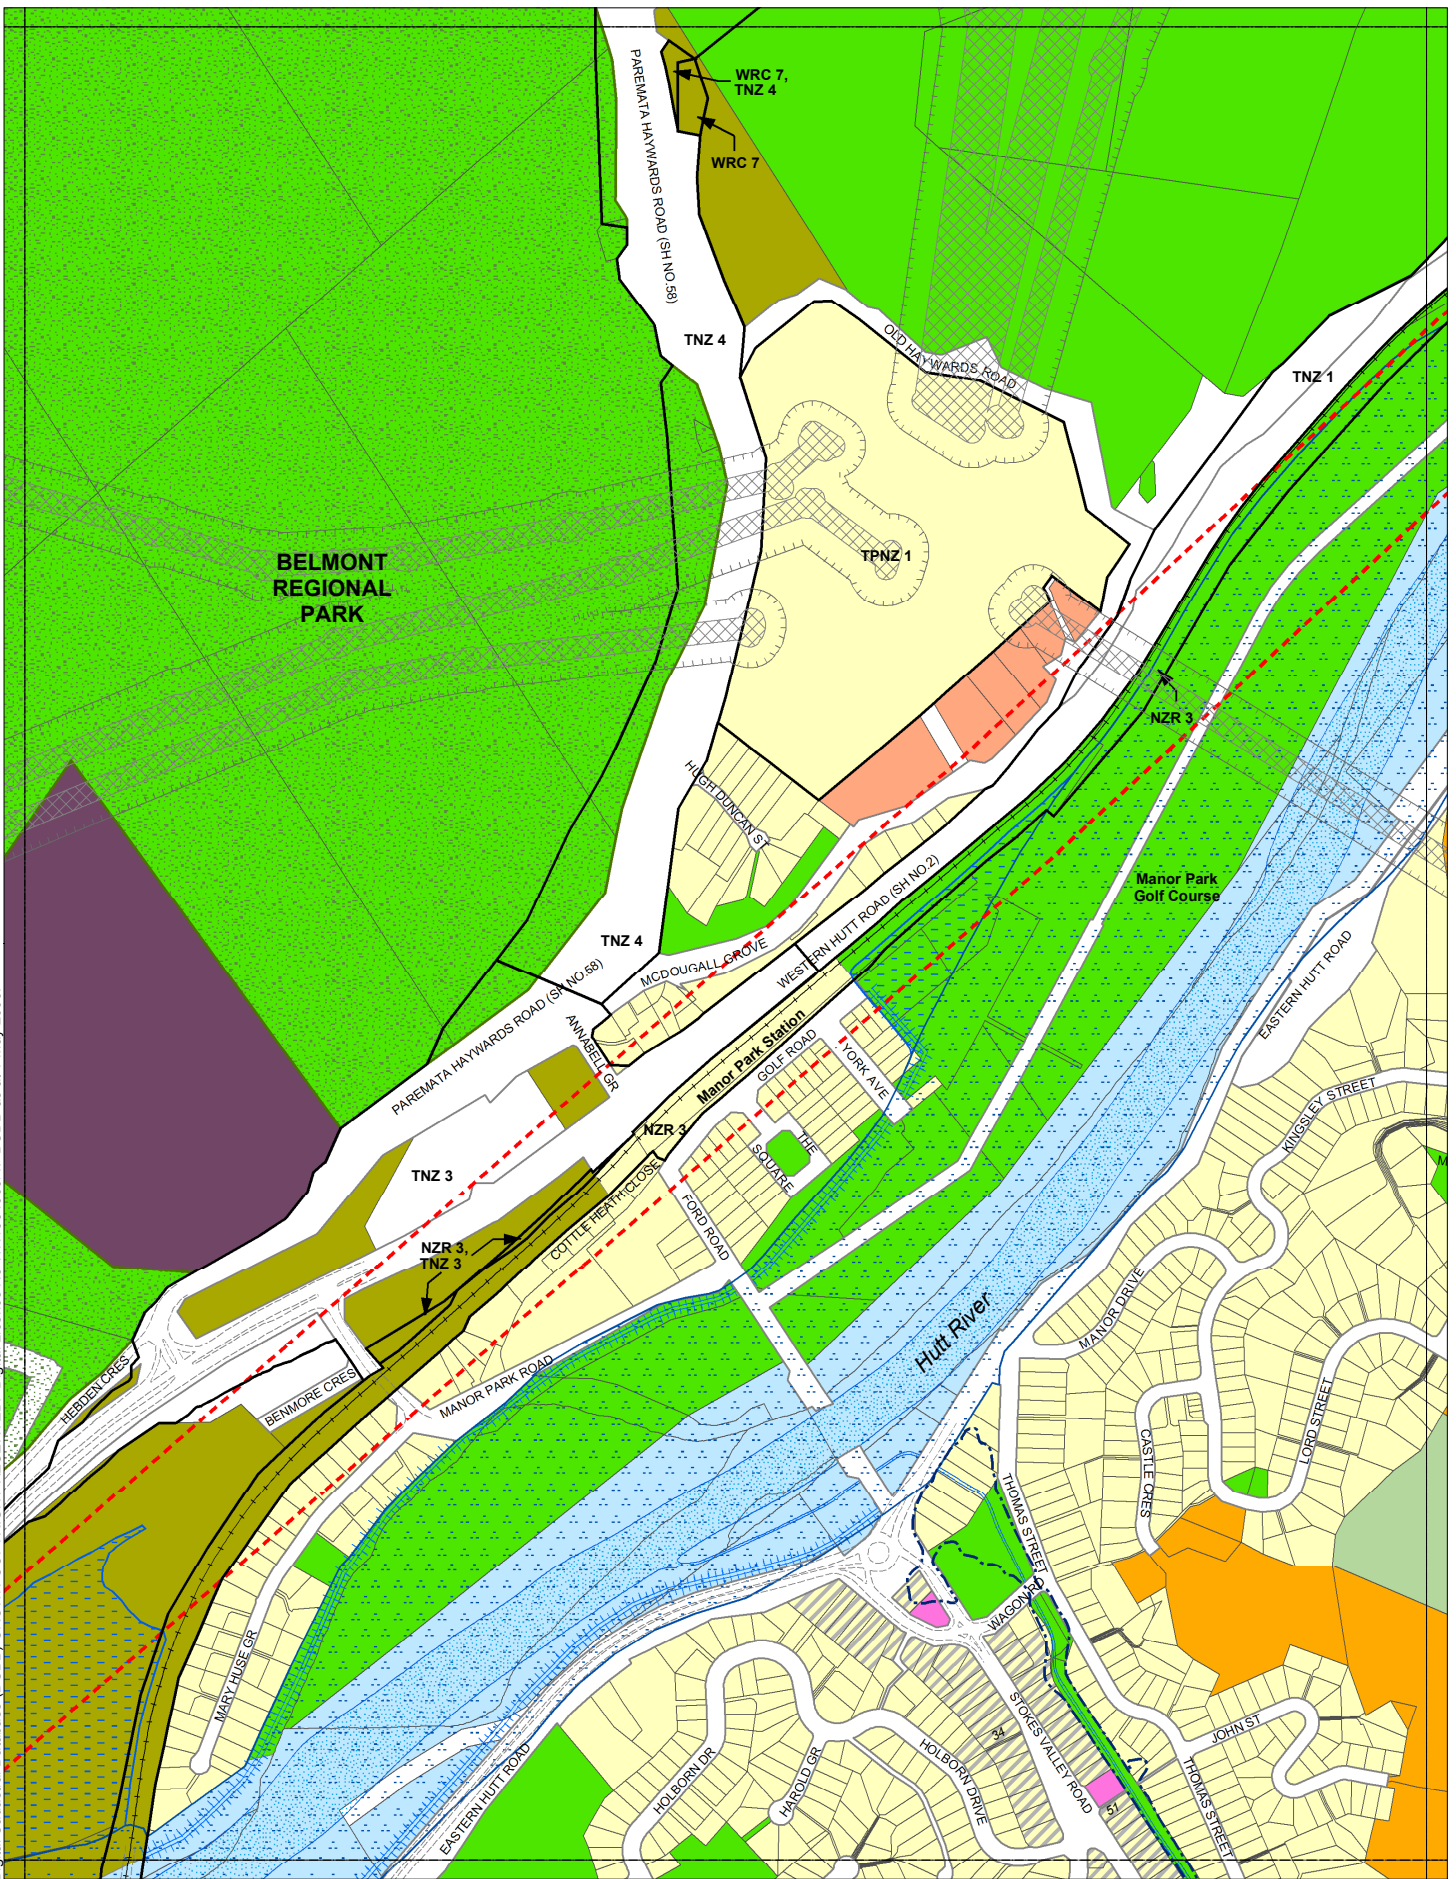 WRC 7,
TNZ 4
WRC 7
PAREMATA HAYWARDS ROAD (SH NO.58)
TNZ 4
OLD HAYWARDS ROAD
TNZ 1
TPNZ 1
BELMONT
REGIONAL
PARK
NZR 3
HUGH DUNCAN ST
Manor Park
Golf Course
WESTERN HUTT ROAD (SH NO.2)
TNZ 4
MCDOUGALL GROVE
EASTERN HUTT ROAD
PAREMATA HAYWARDS ROAD (SH NO.58)
ANNABELL GR
Manor Park Station
GOLF ROAD
YORK AVE
NZR 3
THE
SQUARE
KINGSLEY STREET
M
TNZ 3
COTTLE HEATH CLOSE
FORD ROAD
NZR 3,
TNZ 3
MANOR DRIVE
Hutt River
HEBDEN CRES
BENMORE CRES
MANOR PARK ROAD
LORD STREET
CASTLE CRES
THOMAS STREET
WAGON RD
MARY HUSE GR
STOKES VALLEY ROAD
34
JOHN ST
HOLBORN DR
HAROLD GR
HOLBORN DRIVE
EASTERN HUTT ROAD
51
THOMAS STREET